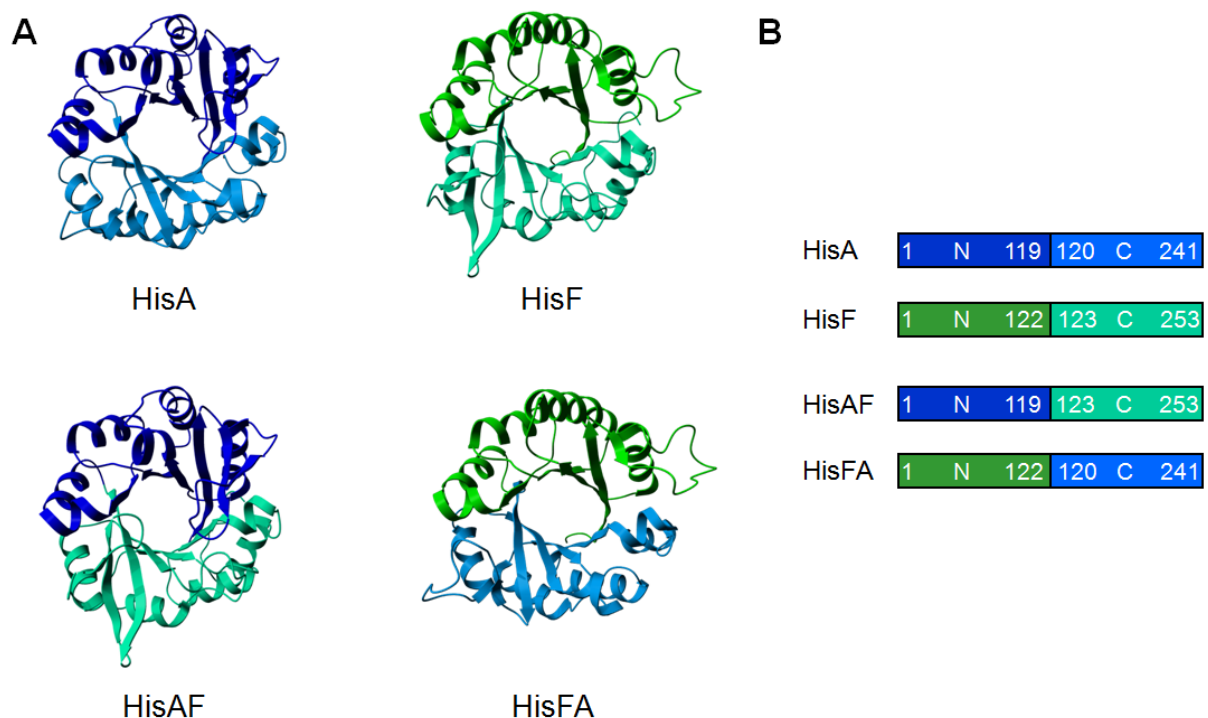 A
B
HisA
HisF
HisAF
HisFA
HisA 1 N 119 120 C 241
HisF 1 N 122 123 C 253
HisAF 1 N 119 123 C 253
HisFA 1 N 122 120 C 241